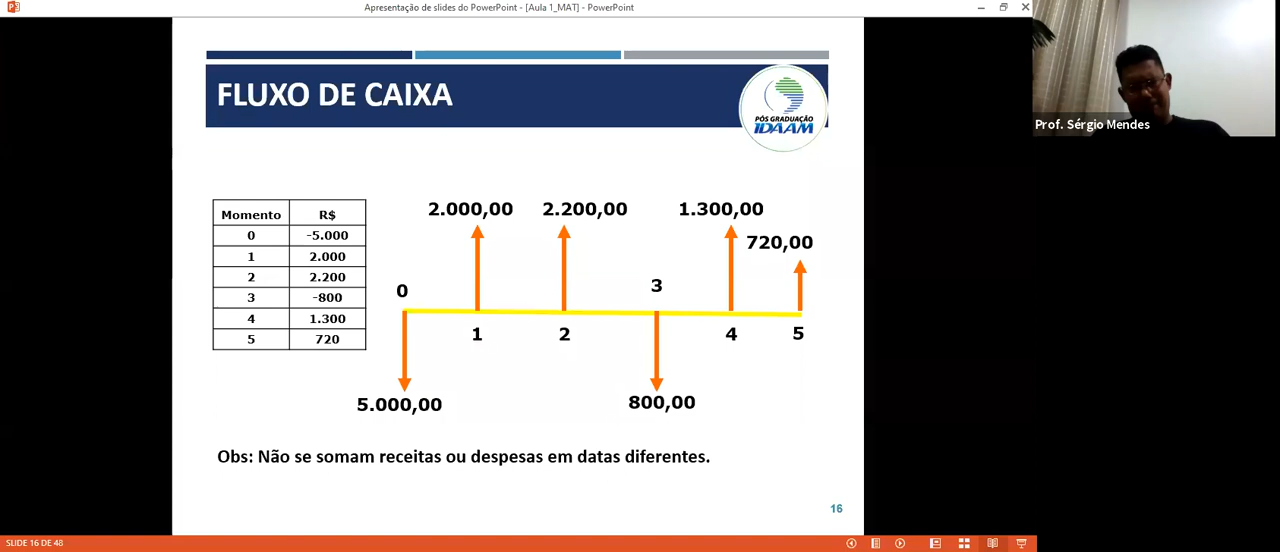 Apresentação de slides do PowerPoint - [Aula 1_MAT] - PowerPoint
FLUXO DE CAIXA
PÓS GRADUAÇÃO
IDAAM
Prof. Sérgio Mendes
Momento R$
0 -5.000
1 2.000
2 2.200
3 -800
4 1.300
5 720
2.000,00 2.200,00 1.300,00
720,00
0 3
1 2 4 5
5.000,00 800,00
Obs: Não se somam receitas ou despesas em datas diferentes.
16
SLIDE 16 DE 48